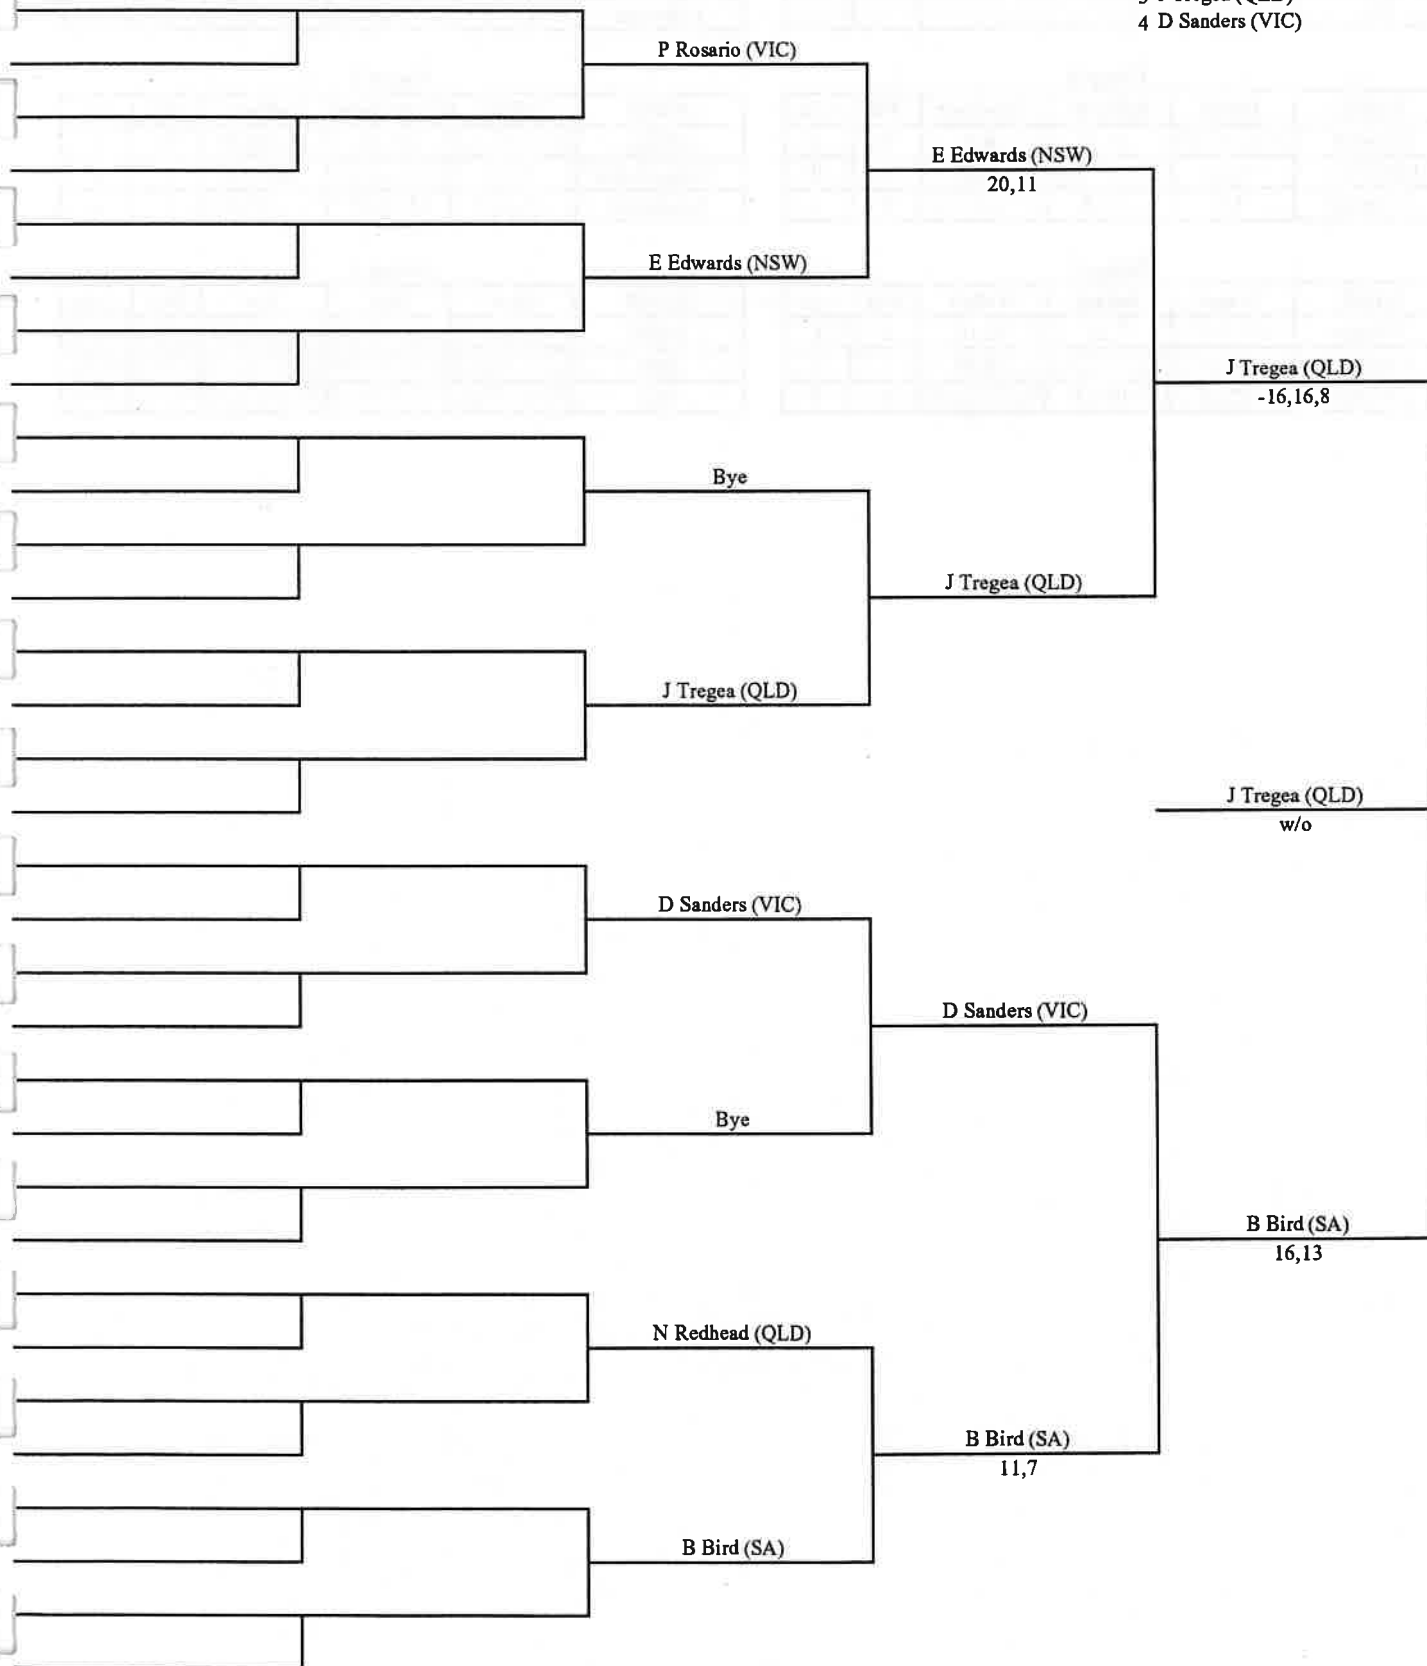 4 D Sanders (VIC)
P Rosario (VIC)
E Edwards (NSW)
20,11
E Edwards (NSW)
J Tregea (QLD)
-16,16,8
Bye
J Tregea (QLD)
J Tregea (QLD)
J Tregea (QLD)
w/o
D Sanders (VIC)
D Sanders (VIC)
Bye
B Bird (SA)
16,13
N Redhead (QLD)
B Bird (SA)
11,7
B Bird (SA)